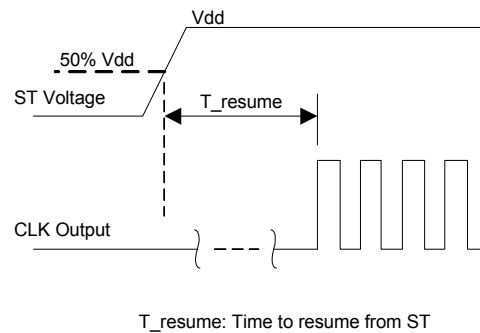 Vdd
50% Vdd
ST Voltage
T_resume
CLK Output
T_resume: Time to resume from ST